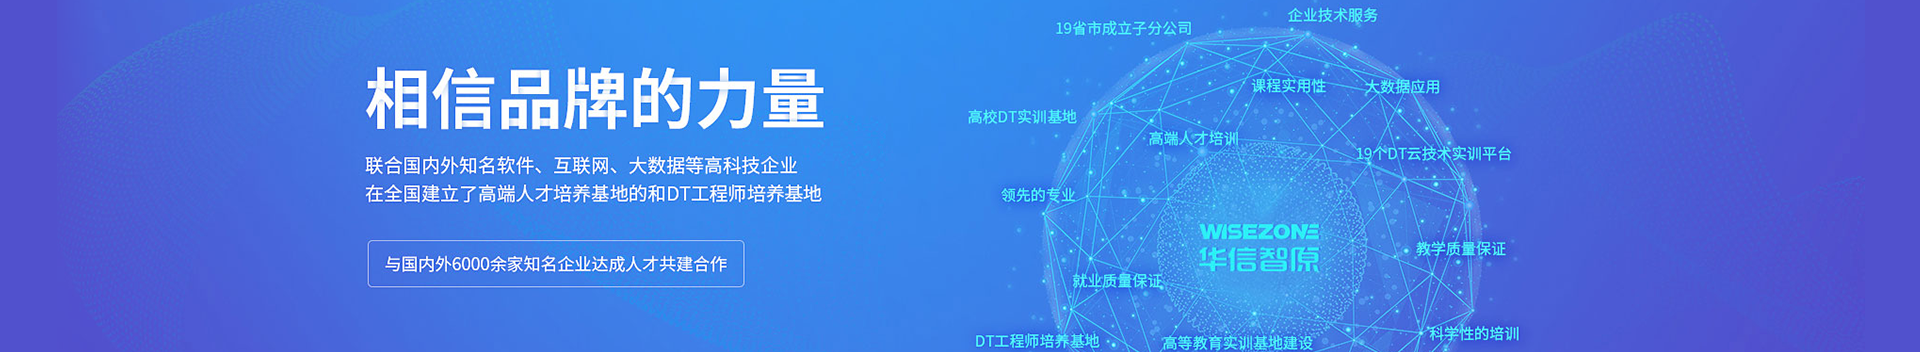 相信品牌的力量
联合国内外知名软件、互联网、大数据等高科技企业
在全国建立了高端人才培养基地的和DT工程师培养基地
与国内外6000余家知名企业达成人才共建合作
企业技术服务
19省市成立子分公司
课程实用性
大数据应用
高校DT实训基地
高端人才培训
19个DT云技术实训平台
领先的专业
WISEZONE
华信智原
教学质量保证
就业质量保证
科学性的培训
DT工程师培养基地
高等教育实训基地建设